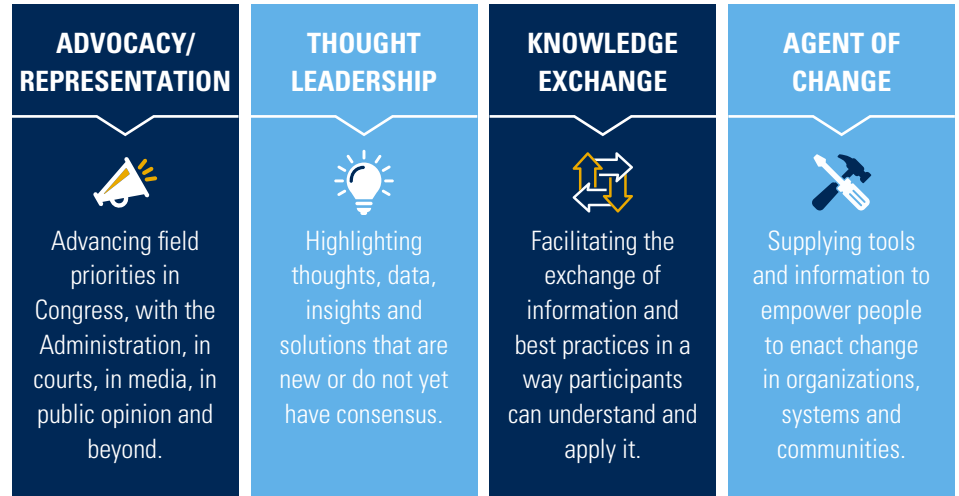 ADVOCACY/
REPRESENTATION
Advancing field
priorities in
Congress, with the
Administration, in
courts, in media, in
public opinion and
beyond.
THOUGHT
LEADERSHIP
Highlighting
thoughts, data,
insights and
solutions that are
new or do not yet
have consensus.
KNOWLEDGE
EXCHANGE
Facilitating the
exchange of
information and
best practices in a
way participants
can understand and
apply it.
AGENT OF
CHANGE
Supplying tools
and information to
empower people
to enact change
in organizations,
systems and
communities.